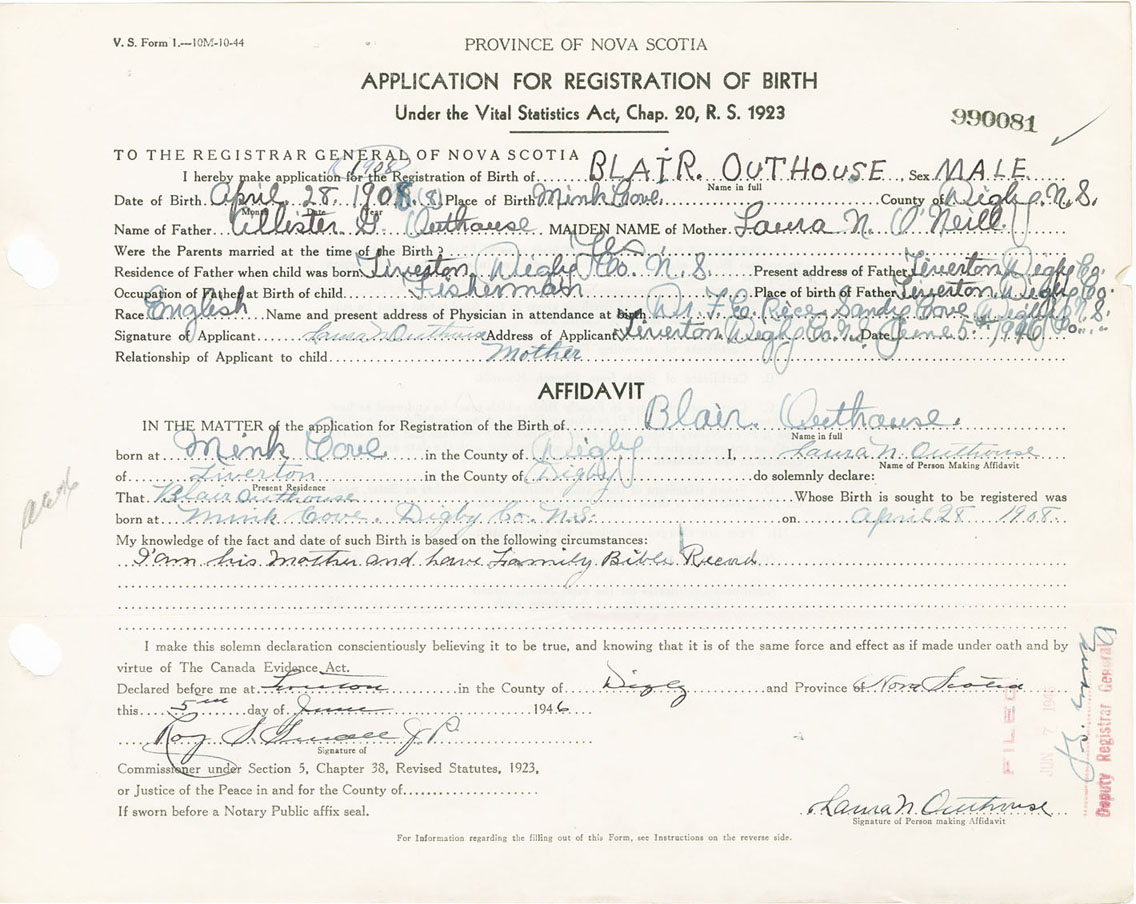 V. S. Form 1.—10M-10-44
PROVINCE OF NOVA SCOTIA
APPLICATION FOR REGISTRATION OF BIRTH
Under the Vital Statistics Act, Chap. 20, R. S. 1923
990081
TO THE REGISTRAR GENERAL OF NOVA SCOTIA
(1908)
I hereby make application for the Registration of Birth of BLAIR. OUTHOUSE Sex MALE
Name in full
Date of Birth April 28 1908 (8) Place of Birth Mink Cove, County of Digby. N.S.
Month Date Year
Name of Father Allister G Outhouse MAIDEN NAME of Mother Laura N. O'Neill
Were the Parents married at the time of the Birth? Yes
Residence of Father when child was born Tiverton Digby Co. N. S. Present address of Father Tiverton Digby Co.
Occupation of Father at Birth of child Fisherman Place of birth of Father Tiverton Digby Co.
Race English Name and present address of Physician in attendance at birth Dr. F. E. Rice, Sandy Cove Digby N.S.
Signature of Applicant Laura N Outhouse Address of Applicant Tiverton Digby Co. N. Date June 5th 1946 Co.
Relationship of Applicant to child Mother
AFFIDAVIT
IN THE MATTER of the application for Registration of the Birth of Blair Outhouse.
Name in full
born at Mink Cove in the County of Digby I, Laura N. Outhouse
Name of Person Making Affidavit
of Tiverton in the County of Digby do solemnly declare:
Present Residence
That Blair Outhouse Whose Birth is sought to be registered was
born at Mink Cove. Digby Co. N.S. on April 28 1908.
My knowledge of the fact and date of such Birth is based on the following circumstances:
I am his Mother and have Family Bible Record
I make this solemn declaration conscientiously believing it to be true, and knowing that it is of the same force and effect as if made under oath and by
virtue of The Canada Evidence Act.
Declared before me at Tiverton in the County of Digby and Province of Nova Scotia
this 5th day of June 1946
Roy S Small J P
Signature of
Commissioner under Section 5, Chapter 38, Revised Statutes, 1923,
or Justice of the Peace in and for the County of
If sworn before a Notary Public affix seal.
Laura N. Outhouse
Signature of Person making Affidavit
For Information regarding the filling out of this Form, see Instructions on the reverse side.
FILED
JUN 7 1946
Deputy Registrar General